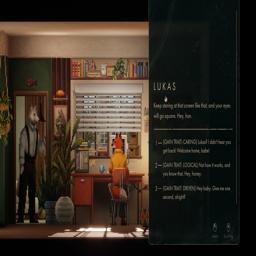 LUKAS
Keep staring at that screen like that, and your eyes
will go square. Hey, hon.
1 — [GAIN TRAIT: CARING] Lukas! I didn't hear you
get back! Welcome home, babe!
2 — [GAIN TRAIT: LOGICAL] Not how it works, and
you know that. Hey, honey.
3 — [GAIN TRAIT: DRIVEN] Hey baby. Give me one
second, alright?